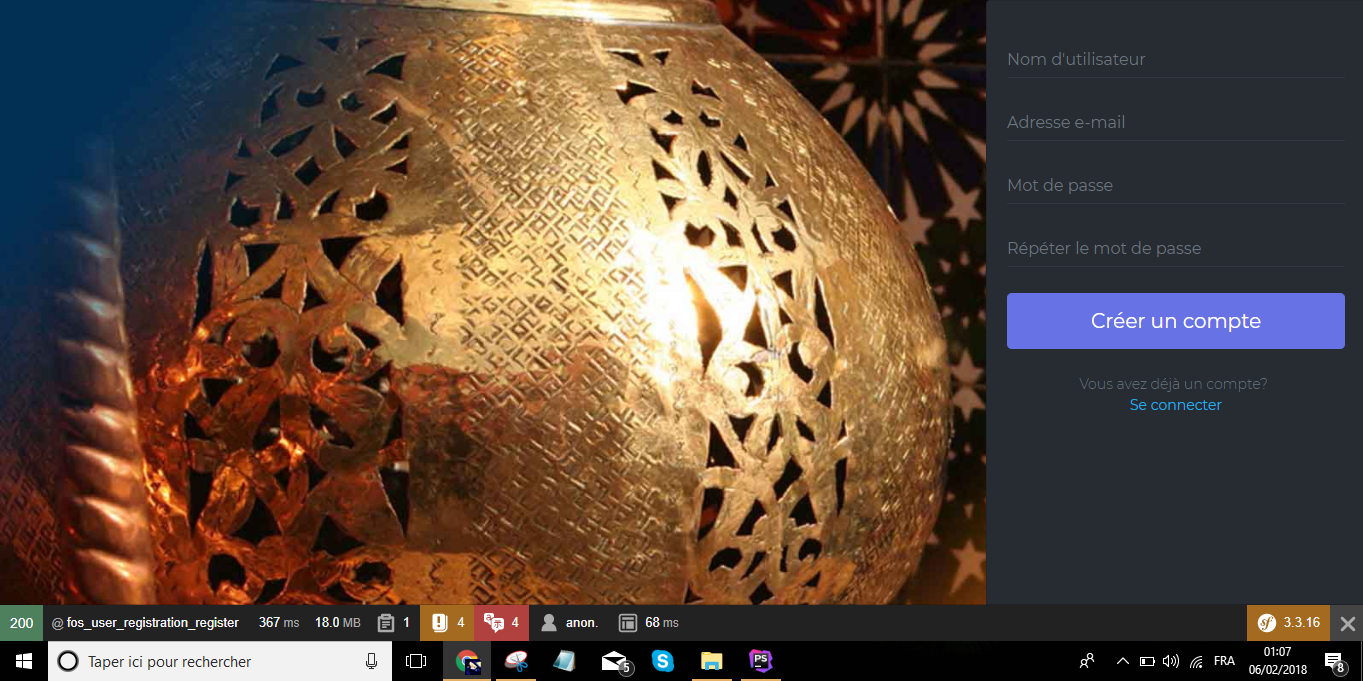 Nom d'utilisateur
Adresse e-mail
Mot de passe
Répéter le mot de passe
Créer un compte
Vous avez déjà un compte?
Se connecter
200 @ fos_user_registration_register 367 ms 18.0 MB 1 4 4 anon. 68 ms sf 3.3.16
Taper ici pour rechercher 5 PS FRA 01:07 8
06/02/2018